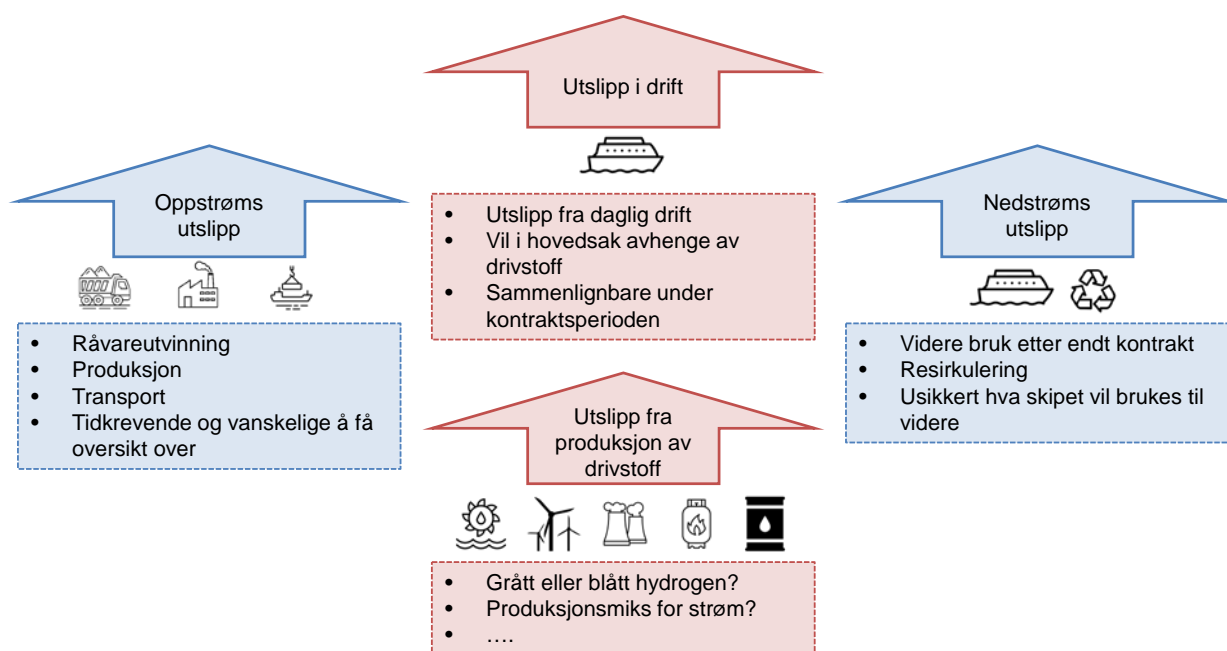 Utslipp i drift
• Utslipp fra daglig drift
• Vil i hovedsak avhenge av
drivstoff
• Sammenlignbare under
kontraktsperioden
Oppstrøms
utslipp
• Råvareutvinning
• Produksjon
• Transport
• Tidkrevende og vanskelige å få
oversikt over
Nedstrøms
utslipp
• Videre bruk etter endt kontrakt
• Resirkulering
• Usikkert hva skipet vil brukes til
videre
Utslipp fra
produksjon av
drivstoff
• Grått eller blått hydrogen?
• Produksjonsmiks for strøm?
• ….